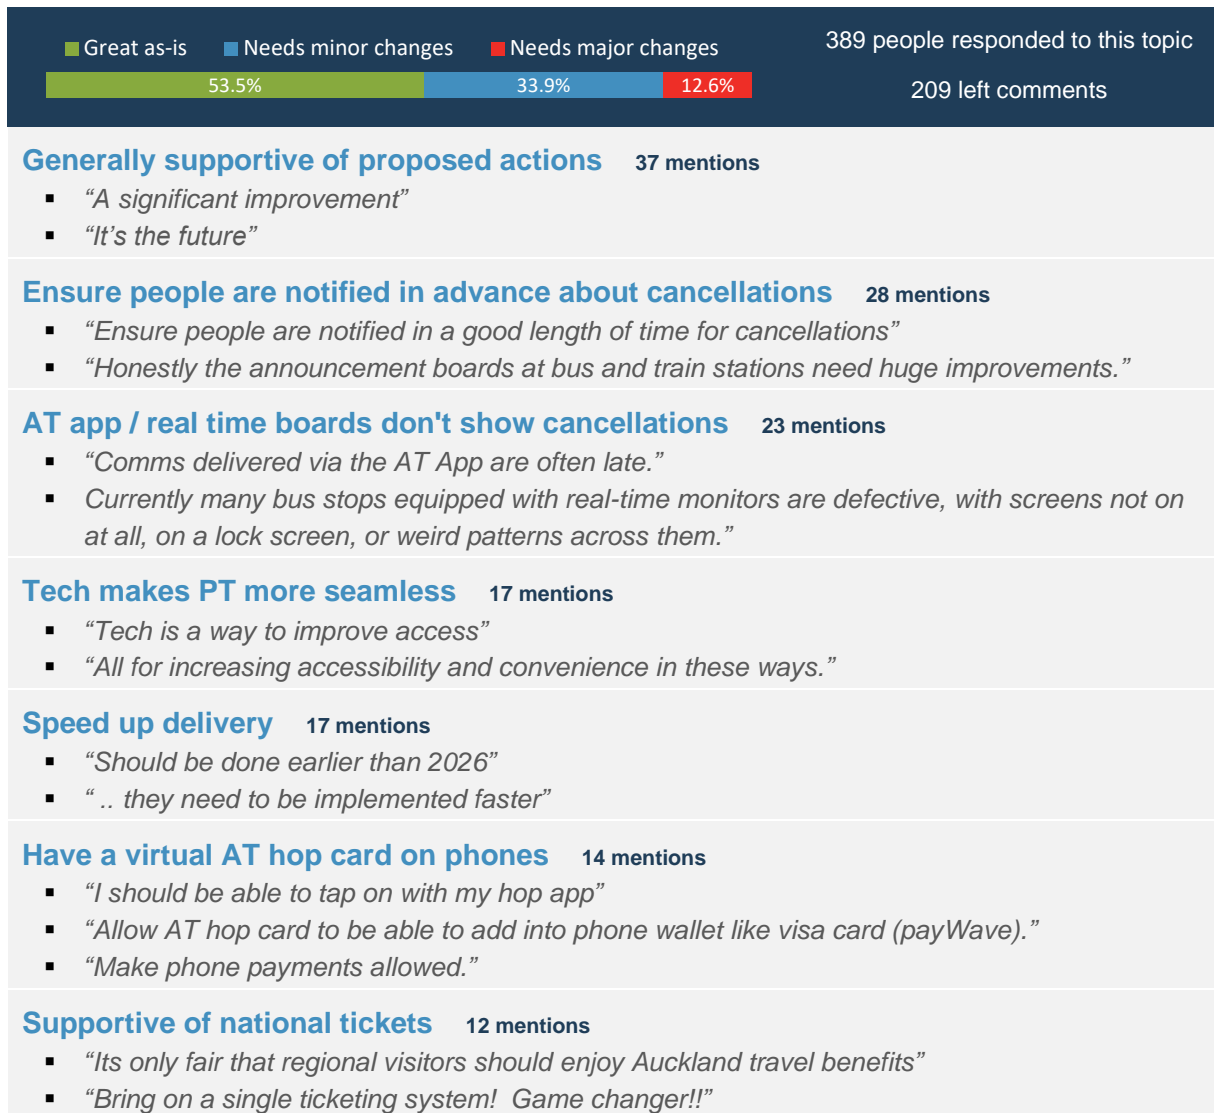 Great as-is Needs minor changes Needs major changes
389 people responded to this topic
53.5% 33.9% 12.6%
209 left comments
Generally supportive of proposed actions 37 mentions
▪ “A significant improvement”
▪ “It’s the future”
Ensure people are notified in advance about cancellations 28 mentions
▪ “Ensure people are notified in a good length of time for cancellations”
▪ “Honestly the announcement boards at bus and train stations need huge improvements.”
AT app / real time boards don't show cancellations 23 mentions
▪ “Comms delivered via the AT App are often late.”
▪ Currently many bus stops equipped with real-time monitors are defective, with screens not on
at all, on a lock screen, or weird patterns across them.”
Tech makes PT more seamless 17 mentions
▪ “Tech is a way to improve access”
▪ “All for increasing accessibility and convenience in these ways.”
Speed up delivery 17 mentions
▪ “Should be done earlier than 2026”
▪ “ .. they need to be implemented faster”
Have a virtual AT hop card on phones 14 mentions
▪ “I should be able to tap on with my hop app”
▪ “Allow AT hop card to be able to add into phone wallet like visa card (payWave).”
▪ “Make phone payments allowed.”
Supportive of national tickets 12 mentions
▪ “Its only fair that regional visitors should enjoy Auckland travel benefits”
▪ “Bring on a single ticketing system!  Game changer!!”